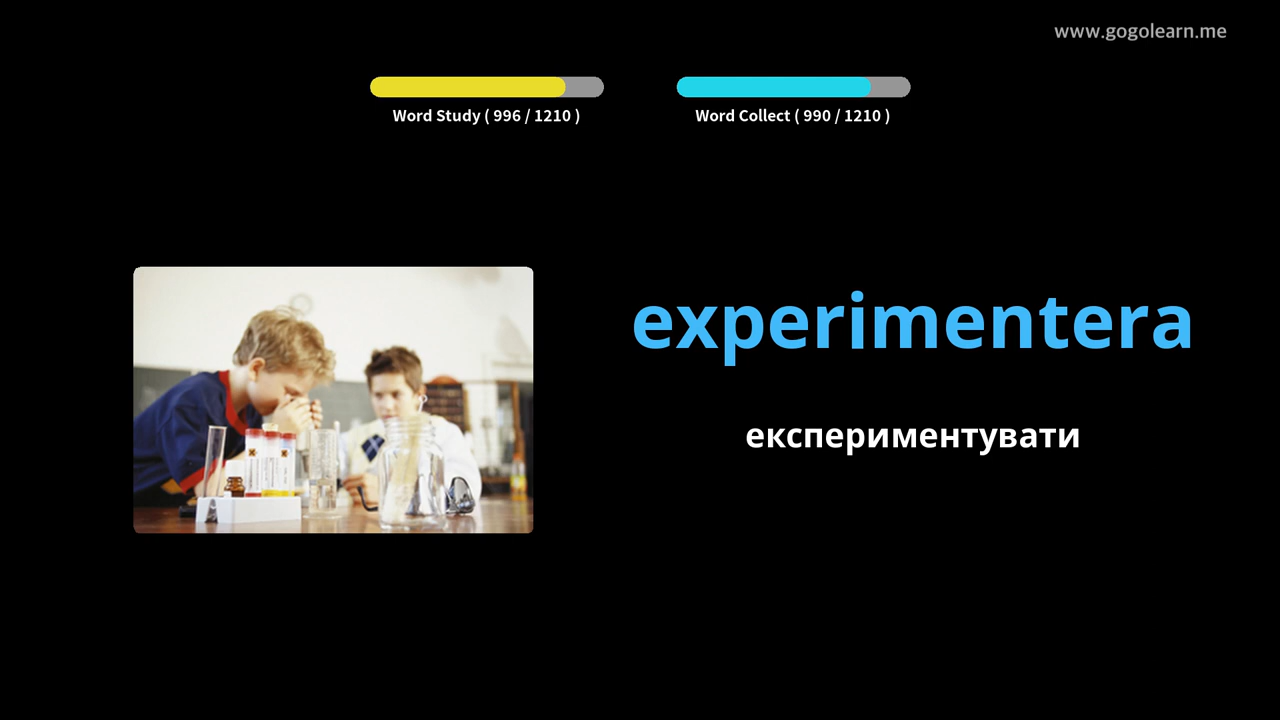 www.gogolearn.me
Word Study ( 996 / 1210 )
Word Collect ( 990 / 1210 )
experimentera
експериментувати